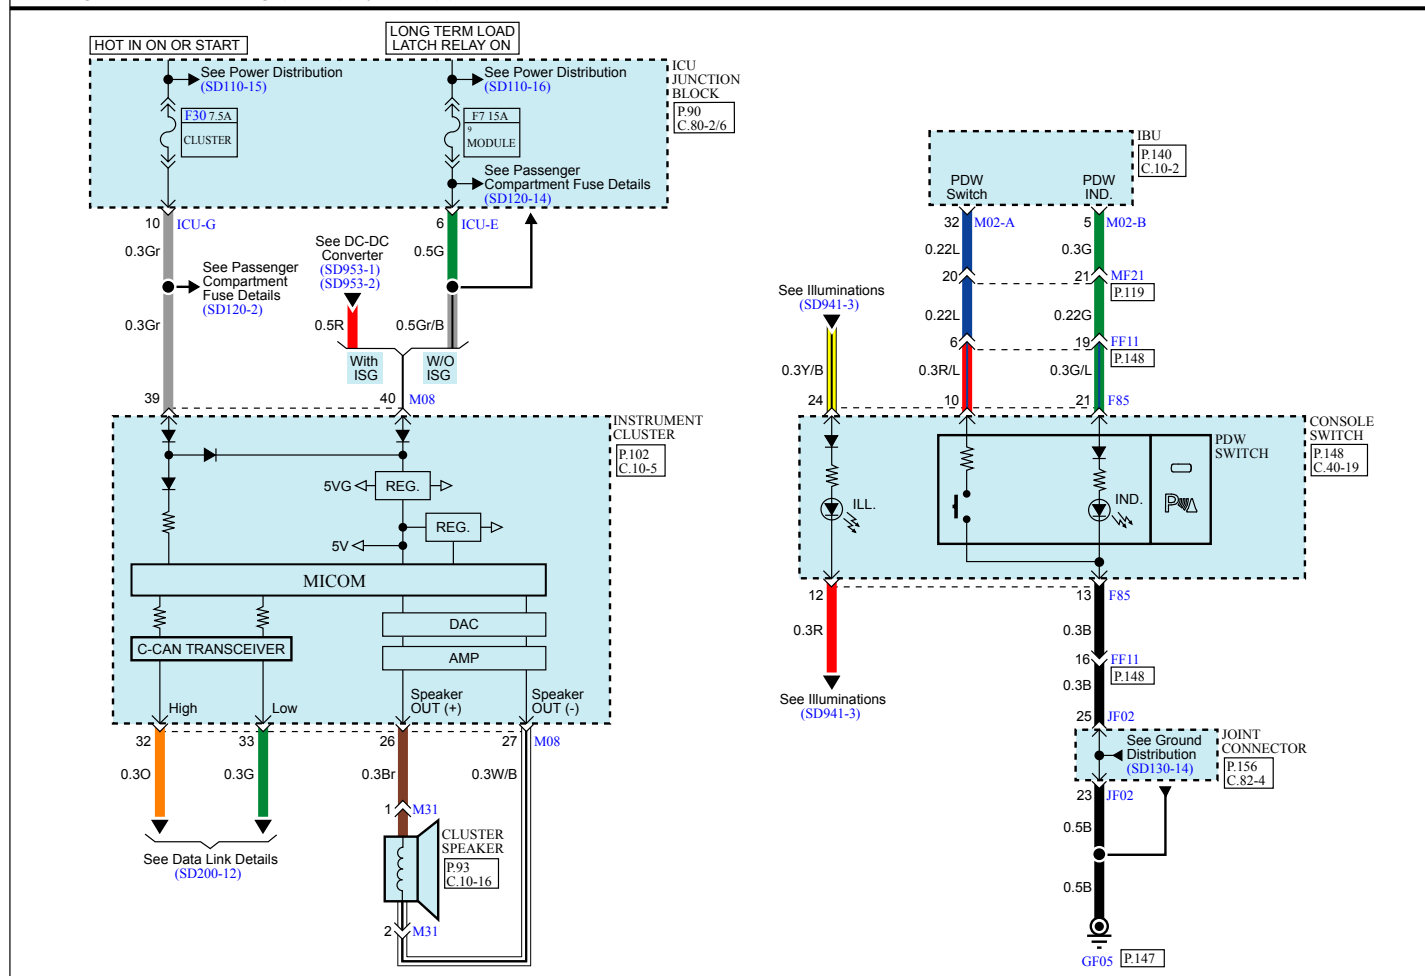 HOT IN ON OR START
LONG TERM LOAD
LATCH RELAY ON
See Power Distribution
(SD110-15)
See Power Distribution
(SD110-16)
ICU
JUNCTION
BLOCK
P.90
C.80-2/6
F30 7.5A
CLUSTER
F7 15A
9
MODULE
See Passenger
Compartment Fuse Details
(SD120-14)
10 ICU-G
6 ICU-E
0.3Gr
See DC-DC
Converter
(SD953-1)
(SD953-2)
0.5G
See Passenger
Compartment
Fuse Details
(SD120-2)
0.3Gr
0.5R
0.5Gr/B
With
ISG
W/O
ISG
39
40 M08
INSTRUMENT
CLUSTER
P.102
C.10-5
5VG
REG.
REG.
5V
MICOM
DAC
C-CAN TRANSCEIVER
AMP
High
Low
Speaker
OUT (+)
Speaker
OUT (-)
32
33
26
27 M08
0.3O
0.3G
0.3Br
0.3W/B
1 M31
CLUSTER
SPEAKER
P.93
C.10-16
See Data Link Details
(SD200-12)
2 M31
IBU
P.140
C.10-2
PDW
Switch
PDW
IND.
32 M02-A
5 M02-B
0.22L
0.3G
20
21 MF21
P.119
See Illuminations
(SD941-3)
0.22L
0.22G
6
19 FF11
P.148
0.3Y/B
0.3R/L
0.3G/L
24
10
21 F85
CONSOLE
SWITCH
P.148
C.40-19
PDW
SWITCH
ILL.
IND.
P
12
13 F85
0.3R
0.3B
16 FF11
P.148
0.3B
See Illuminations
(SD941-3)
25 JF02
See Ground
Distribution
(SD130-14)
JOINT
CONNECTOR
P.156
C.82-4
23 JF02
0.5B
0.5B
GF05 P.147